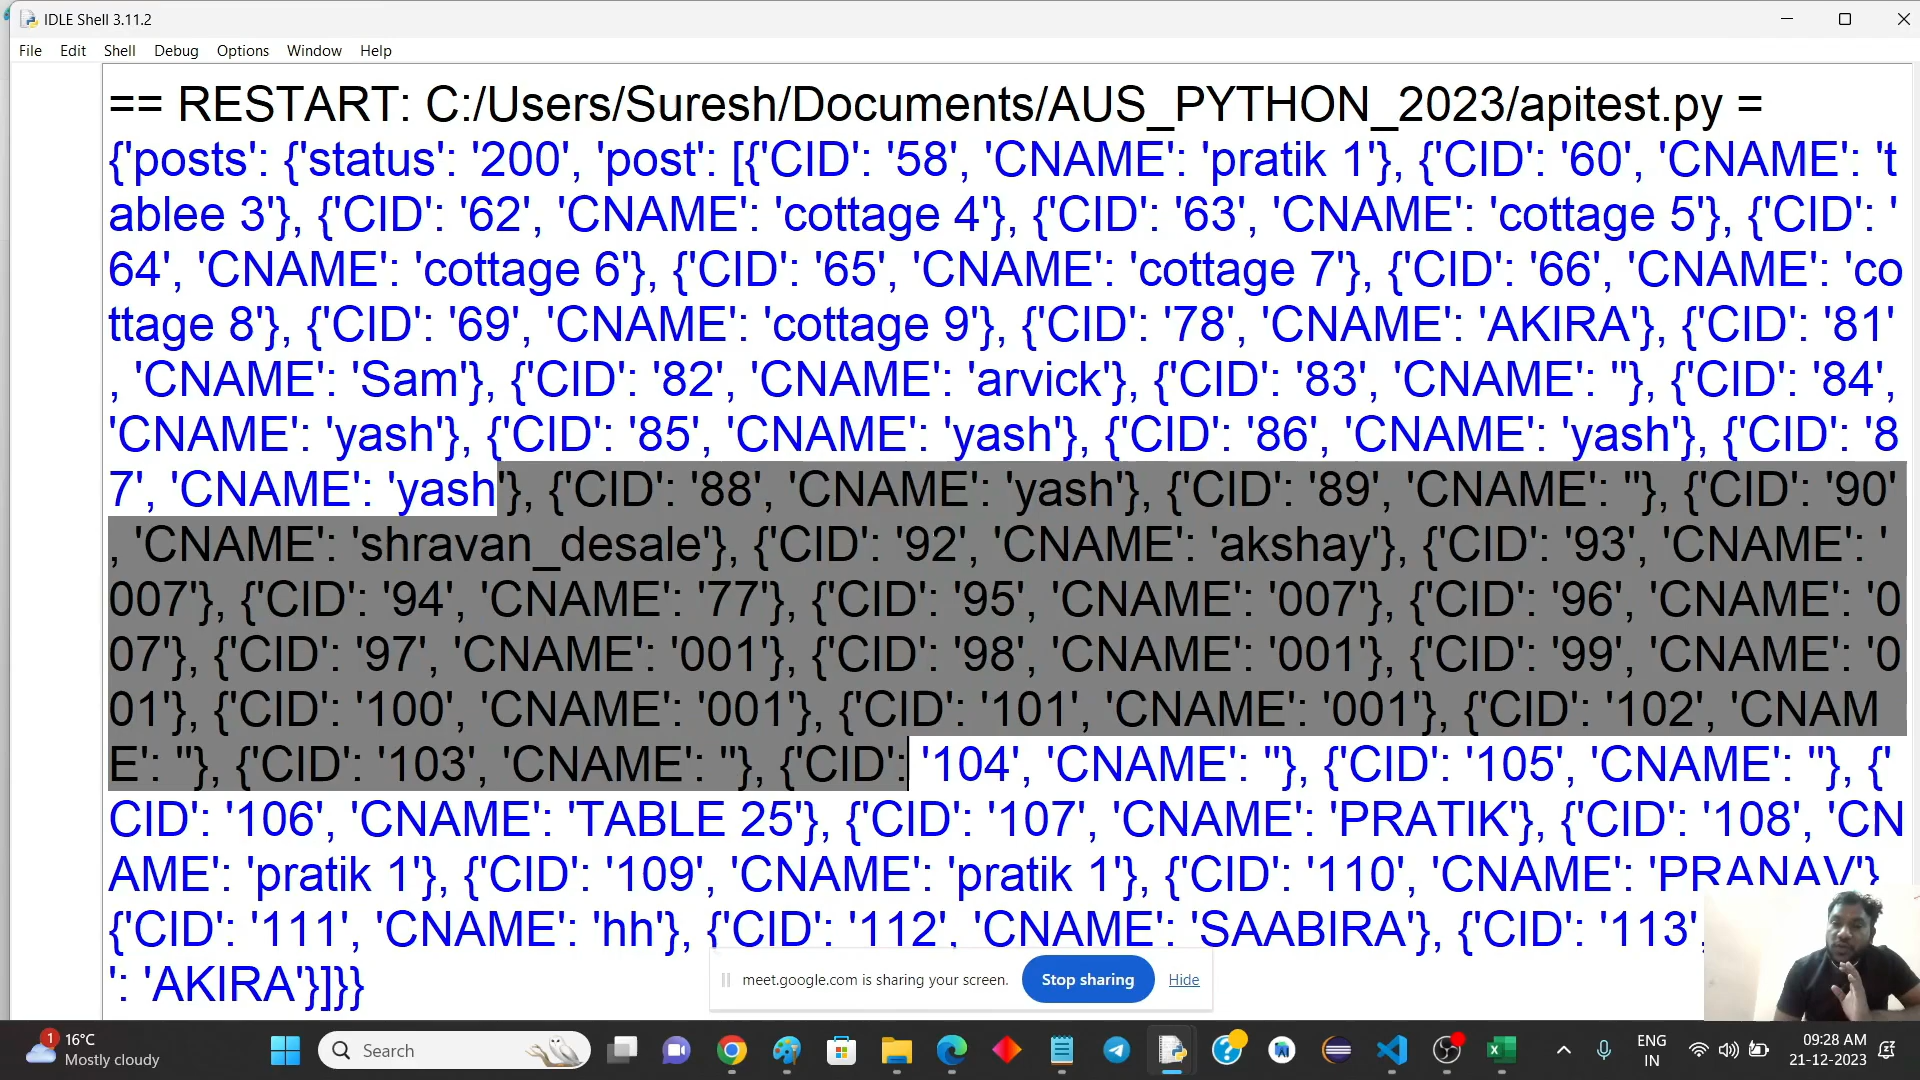 IDLE Shell 3.11.2
File Edit Shell Debug Options Window Help
== RESTART: C:/Users/Suresh/Documents/AUS_PYTHON_2023/apitest.py =
{'posts': {'status': '200', 'post': [{'CID': '58', 'CNAME': 'pratik 1'}, {'CID': '60', 'CNAME': 't
ablee 3'}, {'CID': '62', 'CNAME': 'cottage 4'}, {'CID': '63', 'CNAME': 'cottage 5'}, {'CID': '
64', 'CNAME': 'cottage 6'}, {'CID': '65', 'CNAME': 'cottage 7'}, {'CID': '66', 'CNAME': 'co
ttage 8'}, {'CID': '69', 'CNAME': 'cottage 9'}, {'CID': '78', 'CNAME': 'AKIRA'}, {'CID': '81'
, 'CNAME': 'Sam'}, {'CID': '82', 'CNAME': 'arvick'}, {'CID': '83', 'CNAME': ''}, {'CID': '84',
'CNAME': 'yash'}, {'CID': '85', 'CNAME': 'yash'}, {'CID': '86', 'CNAME': 'yash'}, {'CID': '8
7', 'CNAME': 'yash'}, {'CID': '88', 'CNAME': 'yash'}, {'CID': '89', 'CNAME': ''}, {'CID': '90'
, 'CNAME': 'shravan_desale'}, {'CID': '92', 'CNAME': 'akshay'}, {'CID': '93', 'CNAME': '
007'}, {'CID': '94', 'CNAME': '77'}, {'CID': '95', 'CNAME': '007'}, {'CID': '96', 'CNAME': '0
07'}, {'CID': '97', 'CNAME': '001'}, {'CID': '98', 'CNAME': '001'}, {'CID': '99', 'CNAME': '0
01'}, {'CID': '100', 'CNAME': '001'}, {'CID': '101', 'CNAME': '001'}, {'CID': '102', 'CNAM
E': ''}, {'CID': '103', 'CNAME': ''}, {'CID': '104', 'CNAME': ''}, {'CID': '105', 'CNAME': ''}, {'
CID': '106', 'CNAME': 'TABLE 25'}, {'CID': '107', 'CNAME': 'PRATIK'}, {'CID': '108', 'CN
AME': 'pratik 1'}, {'CID': '109', 'CNAME': 'pratik 1'}, {'CID': '110', 'CNAME': 'PRANAV'}
{'CID': '111', 'CNAME': 'hh'}, {'CID': '112', 'CNAME': 'SAABIRA'}, {'CID': '113',
': 'AKIRA'}]}}
meet.google.com is sharing your screen. Stop sharing Hide
1
16°C
Mostly cloudy
Search
ENG
IN
09:28 AM
21-12-2023